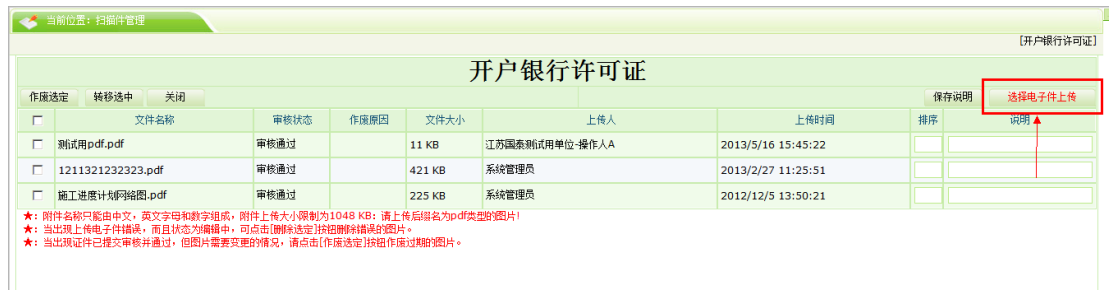 当前位置：扫描件管理
[开户银行许可证]
开户银行许可证
作废选定 转移选中 关闭 保存说明 选择电子件上传
文件名称 审核状态 作废原因 文件大小 上传人 上传时间 排序 说明
测试用pdf.pdf 审核通过 11 KB 江苏国泰测试用单位-操作人A 2013/5/16 15:45:22
1211321232323.pdf 审核通过 421 KB 系统管理员 2013/2/27 11:25:51
施工进度计划网络图.pdf 审核通过 225 KB 系统管理员 2012/12/5 13:50:21
★：附件名称只能由中文，英文字母和数字组成，附件上传大小限制为1048 KB：请上传后缀名为pdf类型的图片!
★：当出现上传电子件错误，而且状态为编辑中，可点击[删除选定]按钮删除错误的图片。
★：当出现证件已提交审核并通过，但图片需要变更的情况，请点击[作废选定]按钮作废过期的图片。